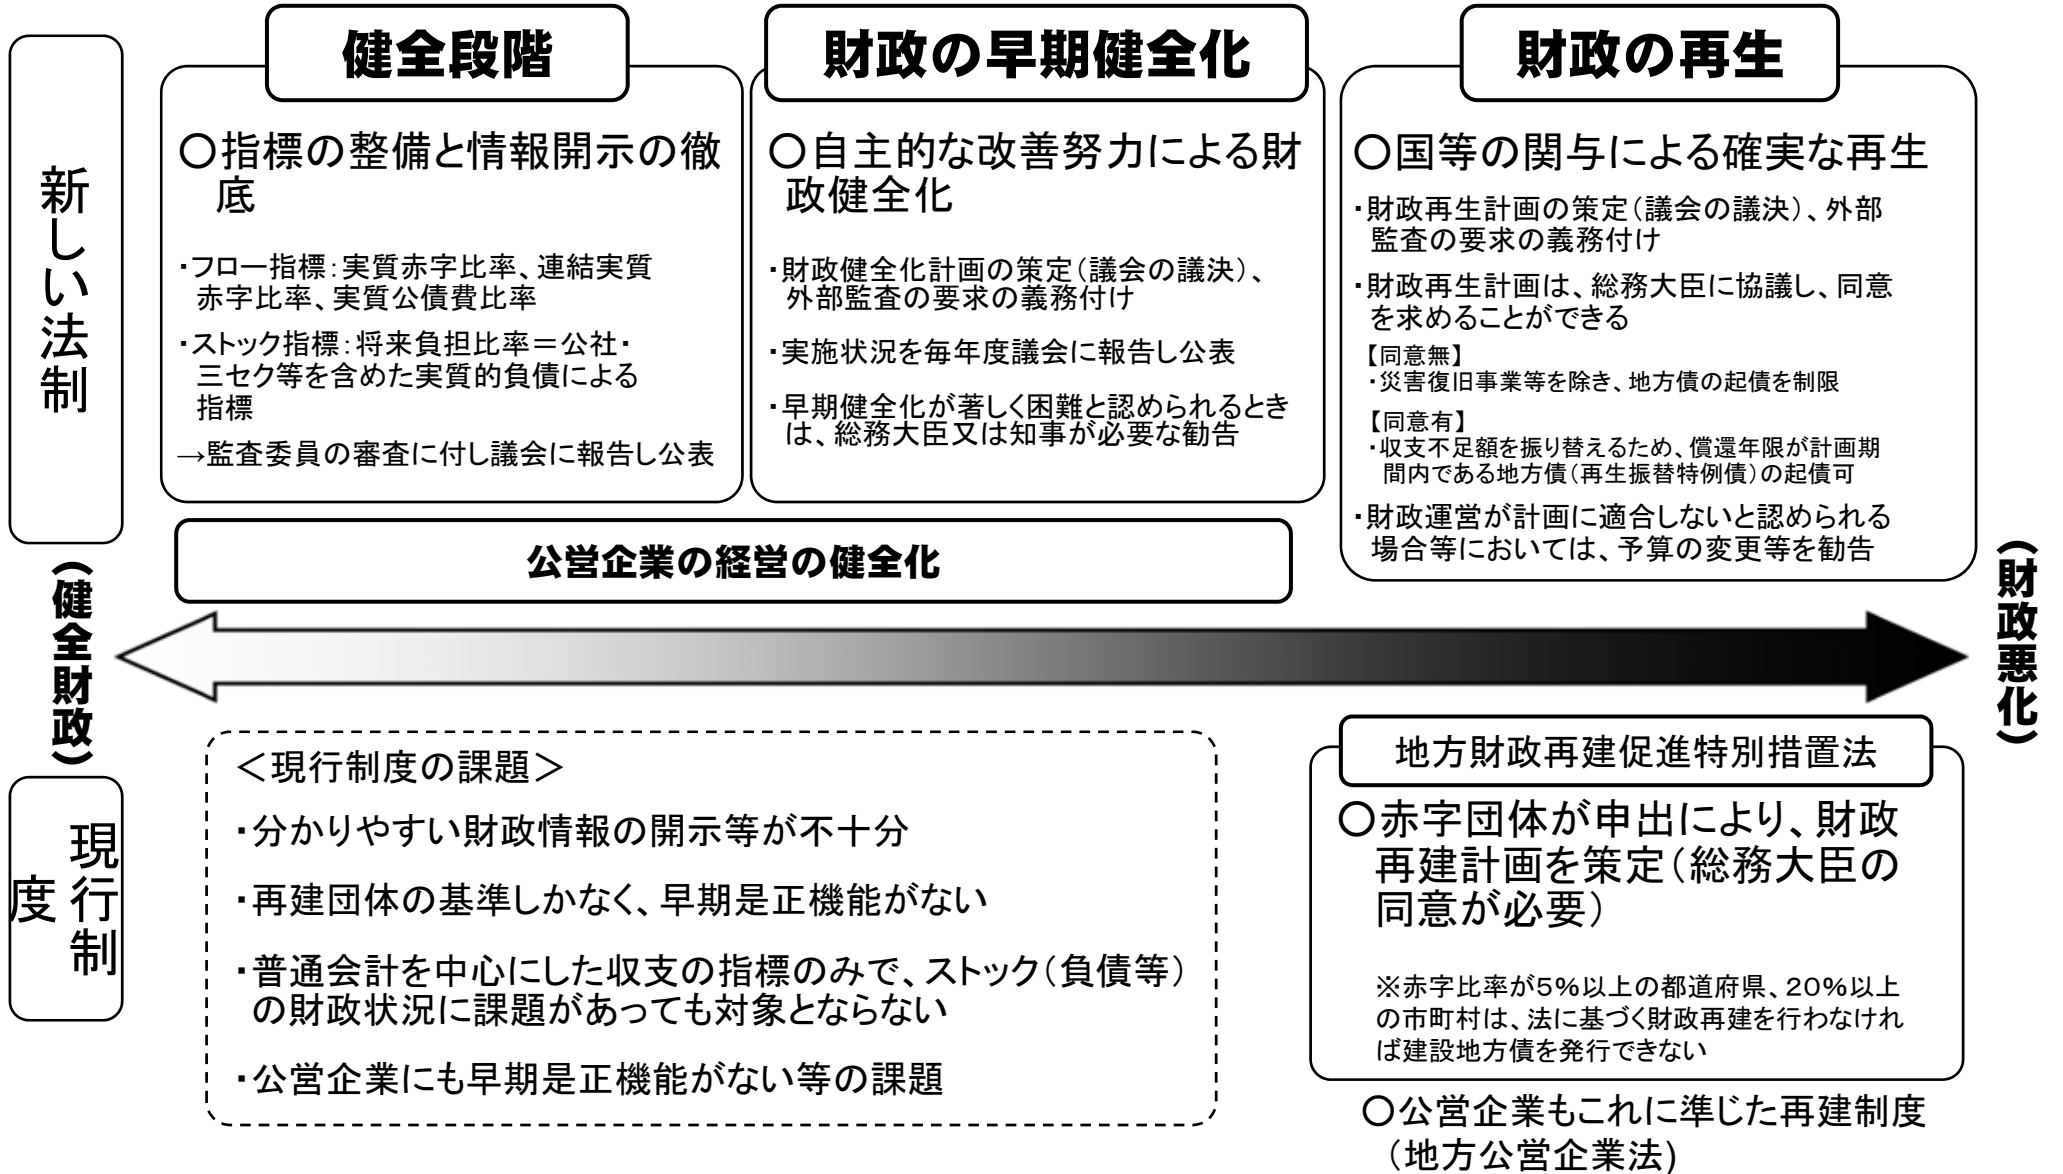 新しい法制
健全段階
〇指標の整備と情報開示の徹
底
・フロー指標：実質赤字比率、連結実質
赤字比率、実質公債費比率
・ストック指標：将来負担比率＝公社・
三セク等を含めた実質的負債による
指標
→監査委員の審査に付し議会に報告し公表
財政の早期健全化
〇自主的な改善努力による財
政健全化
・財政健全化計画の策定（議会の議決）、
外部監査の要求の義務付け
・実施状況を毎年度議会に報告し公表
・早期健全化が著しく困難と認められるとき
は、総務大臣又は知事が必要な勧告
財政の再生
〇国等の関与による確実な再生
・財政再生計画の策定（議会の議決）、外部
監査の要求の義務付け
・財政再生計画は、総務大臣に協議し、同意
を求めることができる
【同意無】
・災害復旧事業等を除き、地方債の起債を制限
【同意有】
・収支不足額を振り替えるため、償還年限が計画期
間内である地方債（再生振替特例債）の起債可
・財政運営が計画に適合しないと認められる
場合等においては、予算の変更等を勧告
公営企業の経営の健全化
（健全財政）
（財政悪化）
現行制
度
＜現行制度の課題＞
・分かりやすい財政情報の開示等が不十分
・再建団体の基準しかなく、早期是正機能がない
・普通会計を中心にした収支の指標のみで、ストック（負債等）
の財政状況に課題があっても対象とならない
・公営企業にも早期是正機能がない等の課題
地方財政再建促進特別措置法
〇赤字団体が申出により、財政
再建計画を策定（総務大臣の
同意が必要）
※赤字比率が5％以上の都道府県、20％以上
の市町村は、法に基づく財政再建を行わなけれ
ば建設地方債を発行できない
〇公営企業もこれに準じた再建制度
（地方公営企業法)